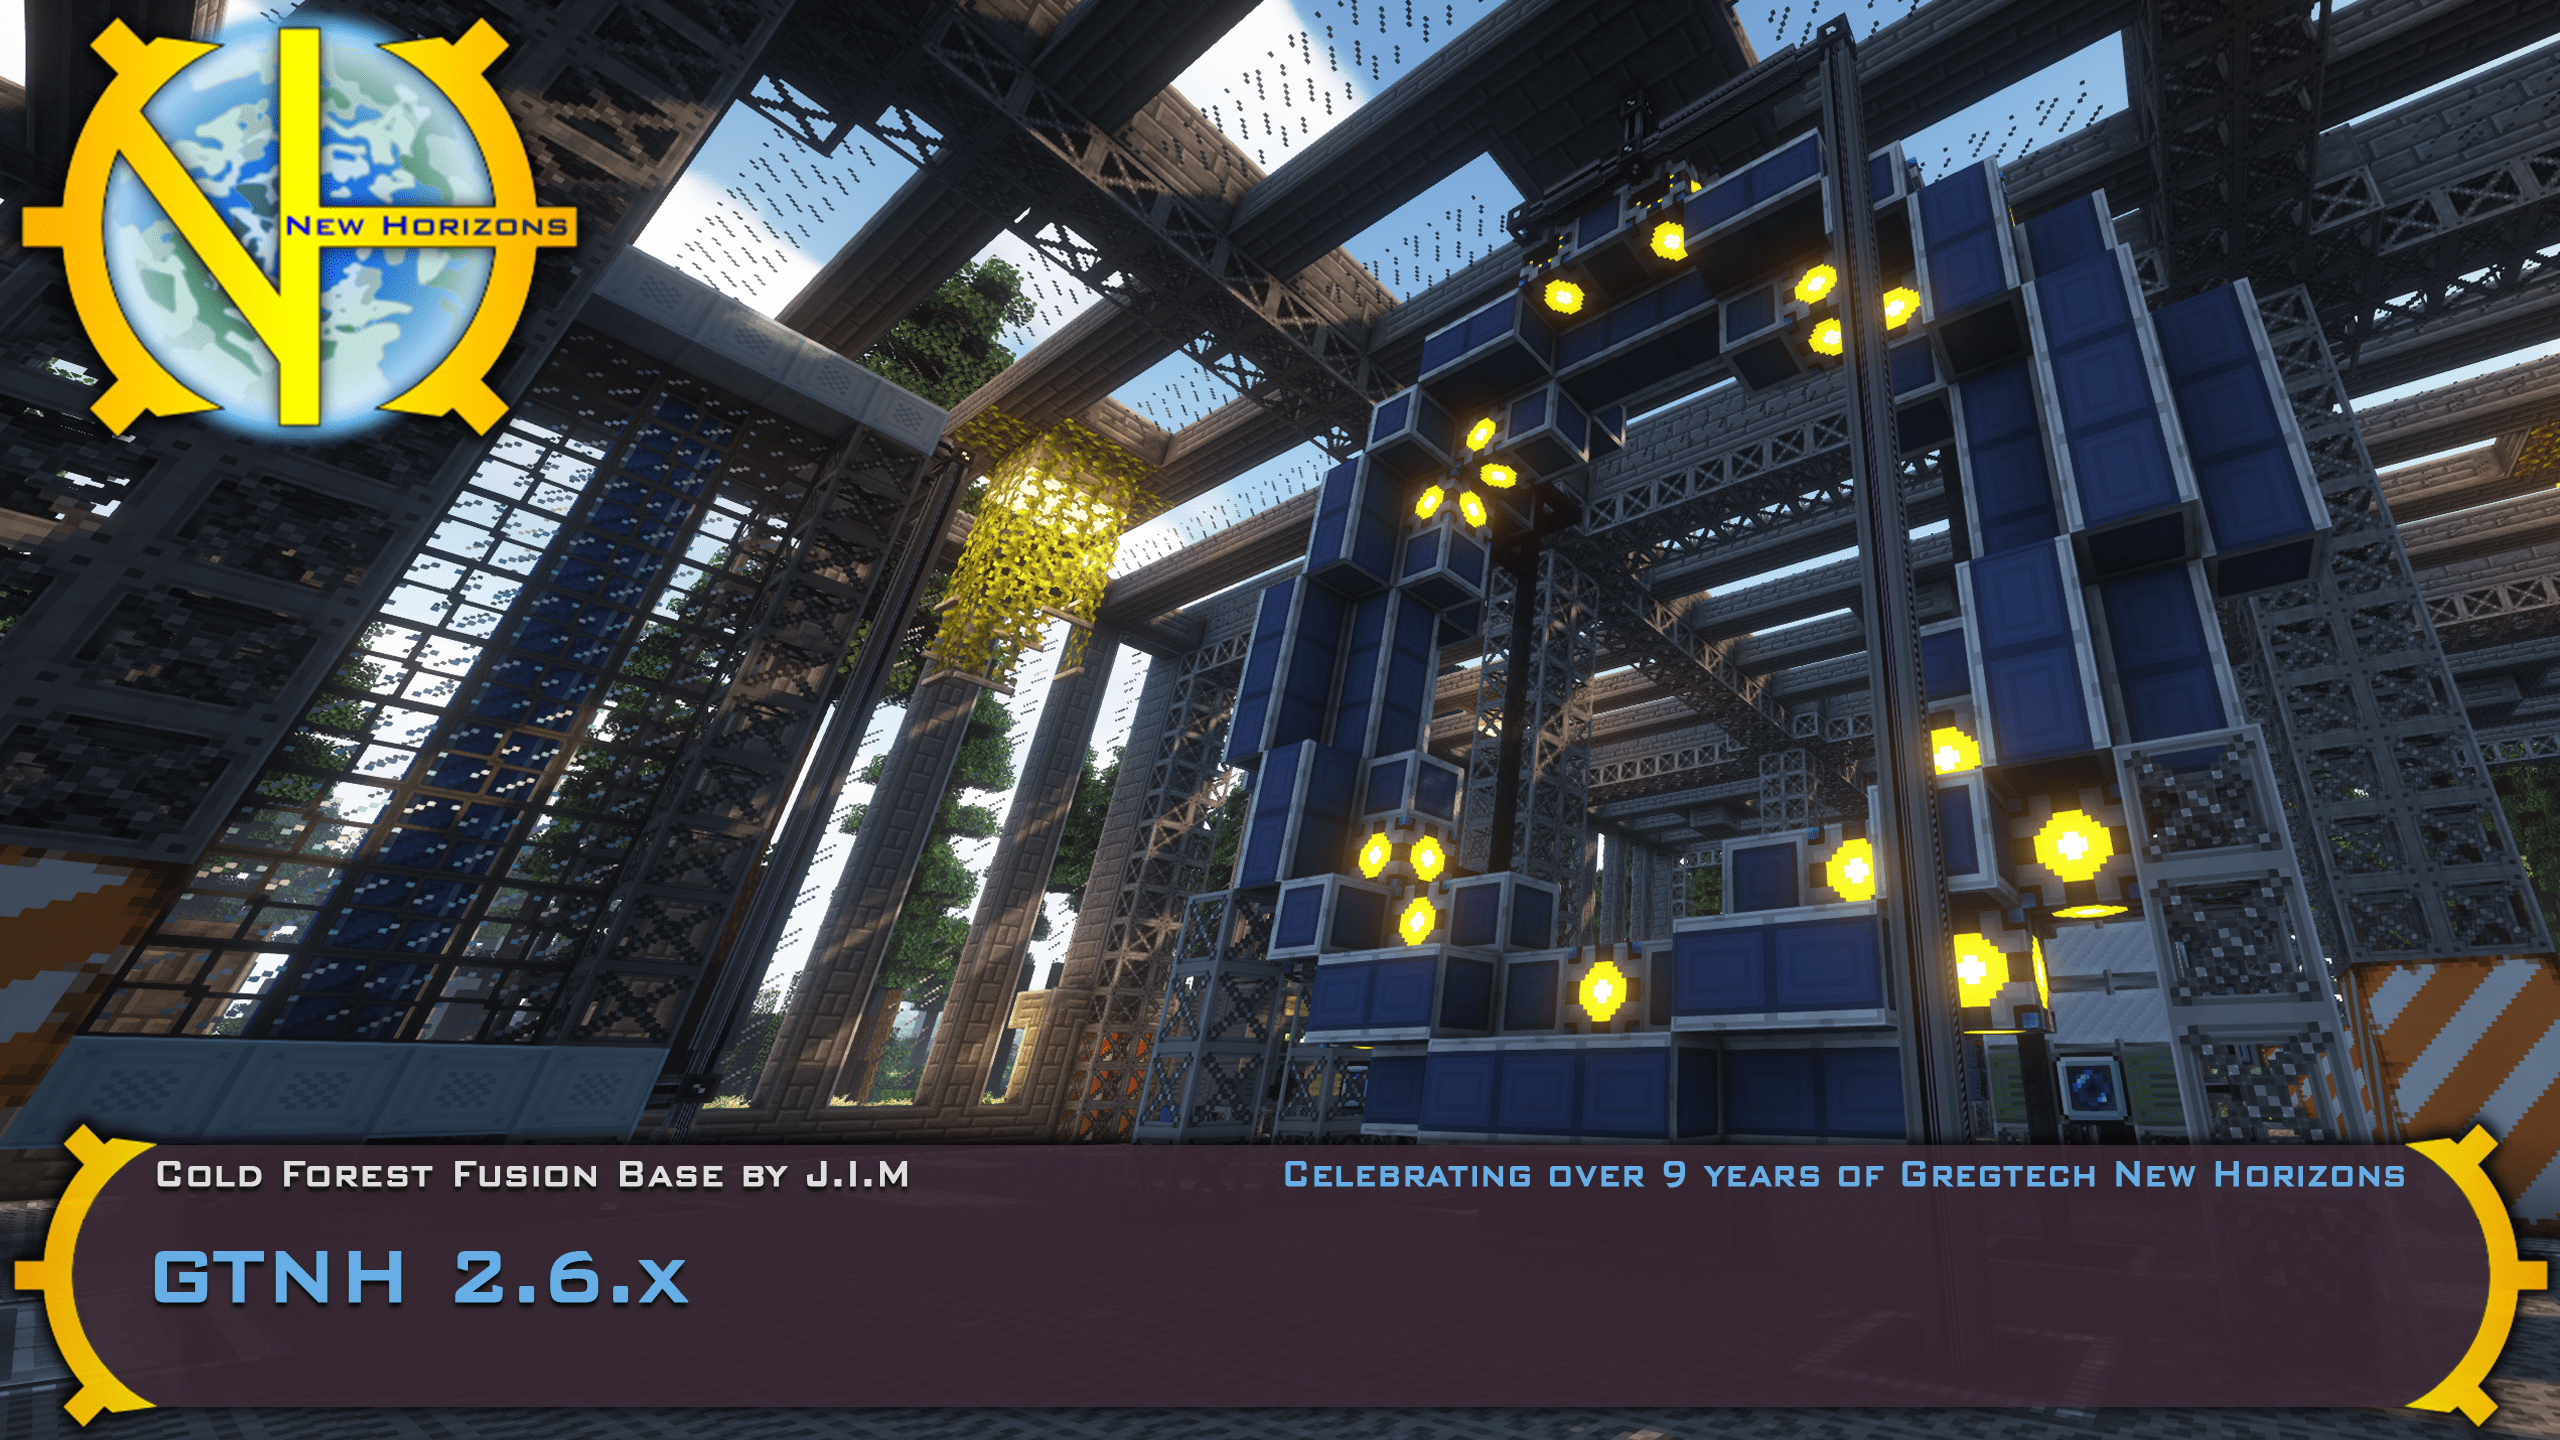 New Horizons
Cold Forest Fusion Base by J.I.M
Celebrating over 9 years of Gregtech New Horizons
GTNH 2.6.x